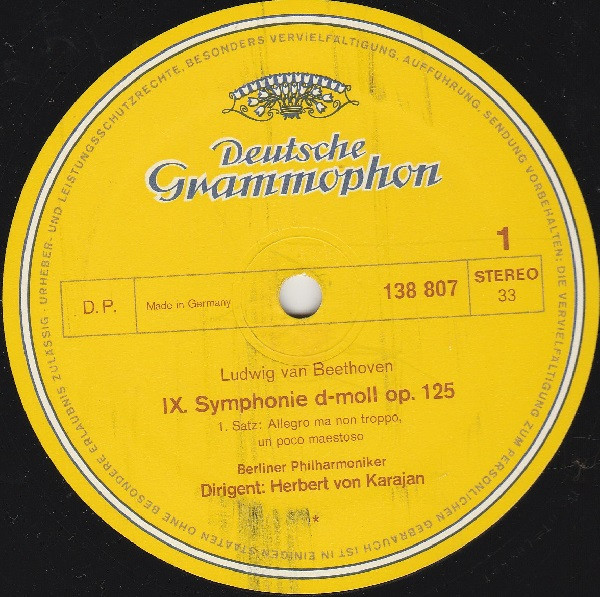 Deutsche
Grammophon
1
D.P.
Made in Germany
138 807
STEREO
33
Ludwig van Beethoven
IX. Symphonie d-moll op. 125
1. Satz: Allegro ma non troppo,
un poco maestoso
Berliner Philharmoniker
Dirigent: Herbert von Karajan
*
URHEBER- UND LEISTUNGSSCHUTZRECHTE, BESONDERS VERVIELFÄLTIGUNG, AUFFÜHRUNG, SENDUNG VORBEHALTEN; DIE VERVIELFÄLTIGUNG ZUM PERSÖNLICHEN GEBRAUCH IST IN EINIGEN STAATEN OHNE BESONDERE ERLAUBNIS ZULÄSSIG -